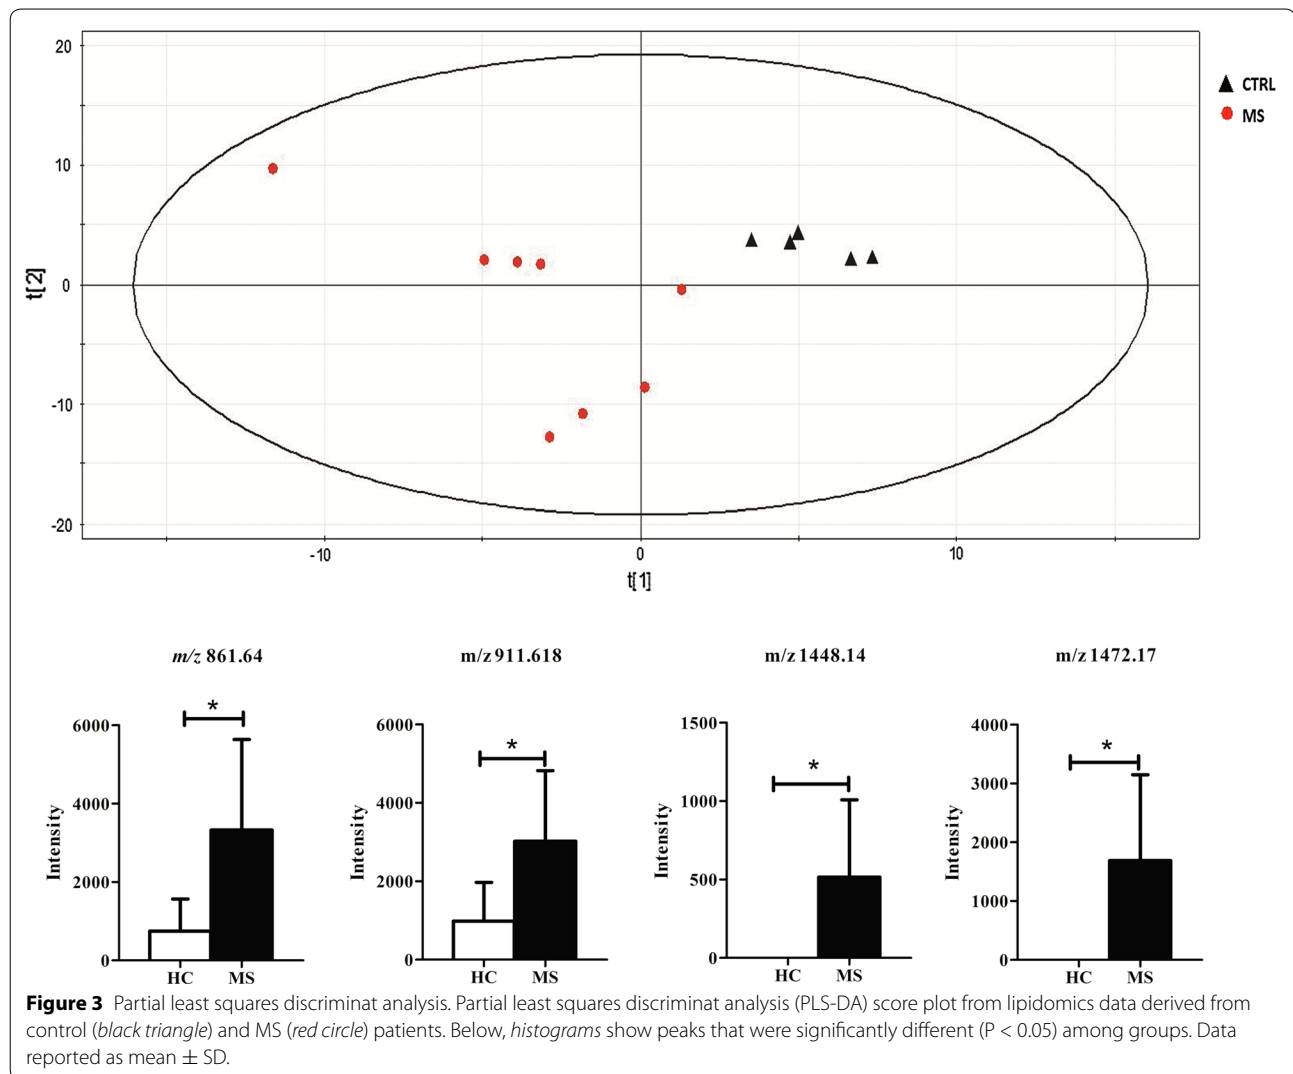 20
10
0
-10
-20
t[2]
-10
0
10
t[1]
CTRL
MS
m/z 861.64
m/z 911.618
m/z 1448.14
m/z 1472.17
*
6000
4000
2000
0
Intensity
HC
MS
*
6000
4000
2000
0
Intensity
HC
MS
*
1500
1000
500
0
Intensity
HC
MS
*
4000
3000
2000
1000
0
Intensity
HC
MS
Figure 3 Partial least squares discriminat analysis. Partial least squares discriminat analysis (PLS-DA) score plot from lipidomics data derived from
control (black triangle) and MS (red circle) patients. Below, histograms show peaks that were significantly different (P < 0.05) among groups. Data
reported as mean ± SD.